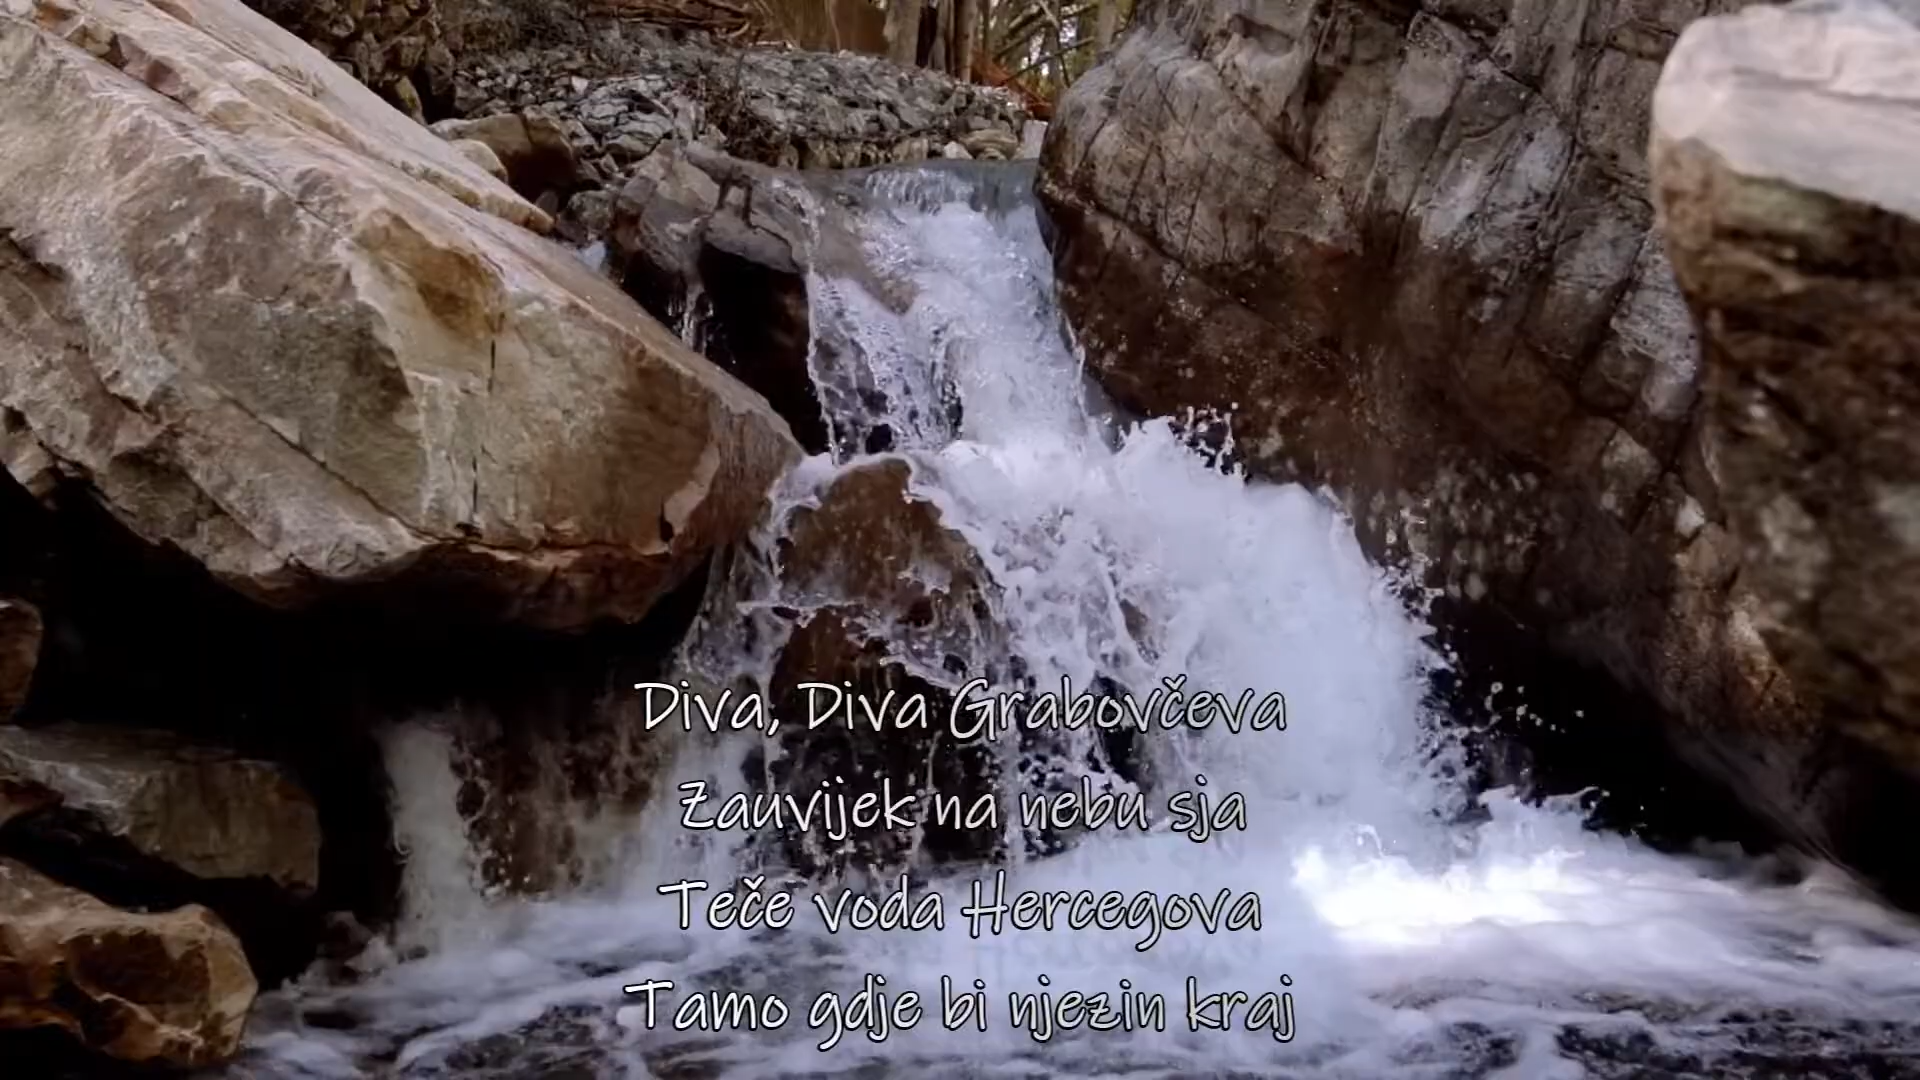 Diva, Diva Grabovčeva
Zauvijek na nebu sja
Teče voda Hercegova
Tamo gdje bi njezin kraj